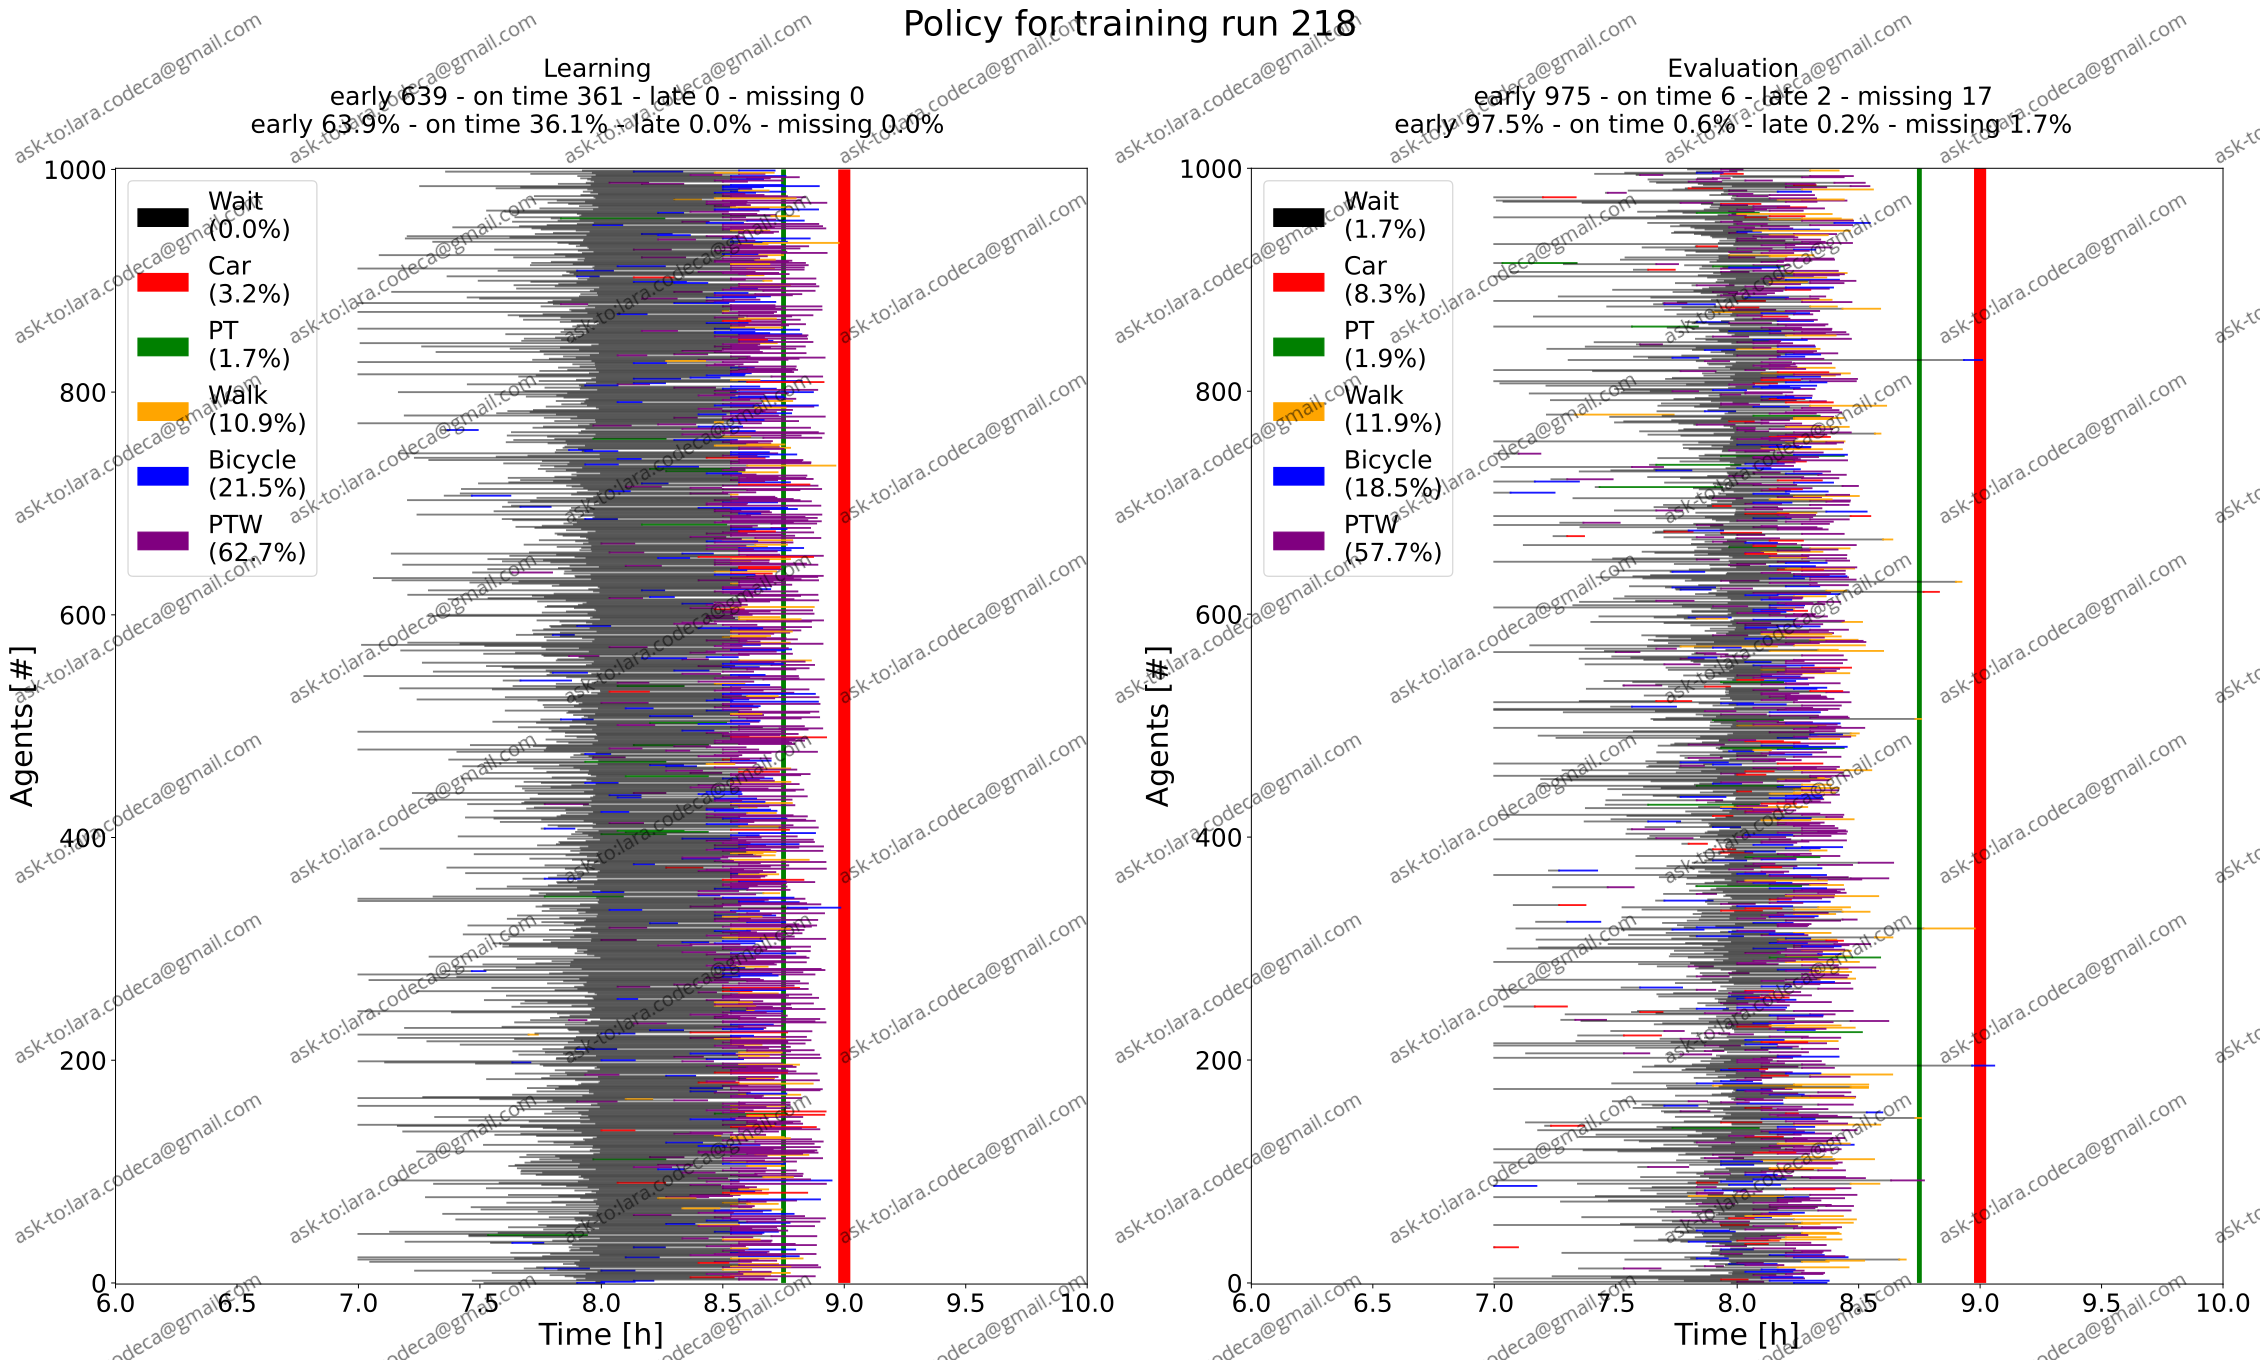 Policy for training run 218
Learning
early 639 - on time 361 - late 0 - missing 0
early 63.9% - on time 36.1% - late 0.0% - missing 0.0%
Evaluation
early 975 - on time 6 - late 2 - missing 17
early 97.5% - on time 0.6% - late 0.2% - missing 1.7%
1000
800
600
400
200
0
Agents [#]
Wait
(0.0%)
Car
(3.2%)
PT
(1.7%)
Walk
(10.9%)
Bicycle
(21.5%)
PTW
(62.7%)
6.0 6.5 7.0 7.5 8.0 8.5 9.0 9.5 10.0
Time [h]
1000
800
600
400
200
0
Agents [#]
Wait
(1.7%)
Car
(8.3%)
PT
(1.9%)
Walk
(11.9%)
Bicycle
(18.5%)
PTW
(57.7%)
6.0 6.5 7.0 7.5 8.0 8.5 9.0 9.5 10.0
Time [h]
ask-to:lara.codeca@gmail.com